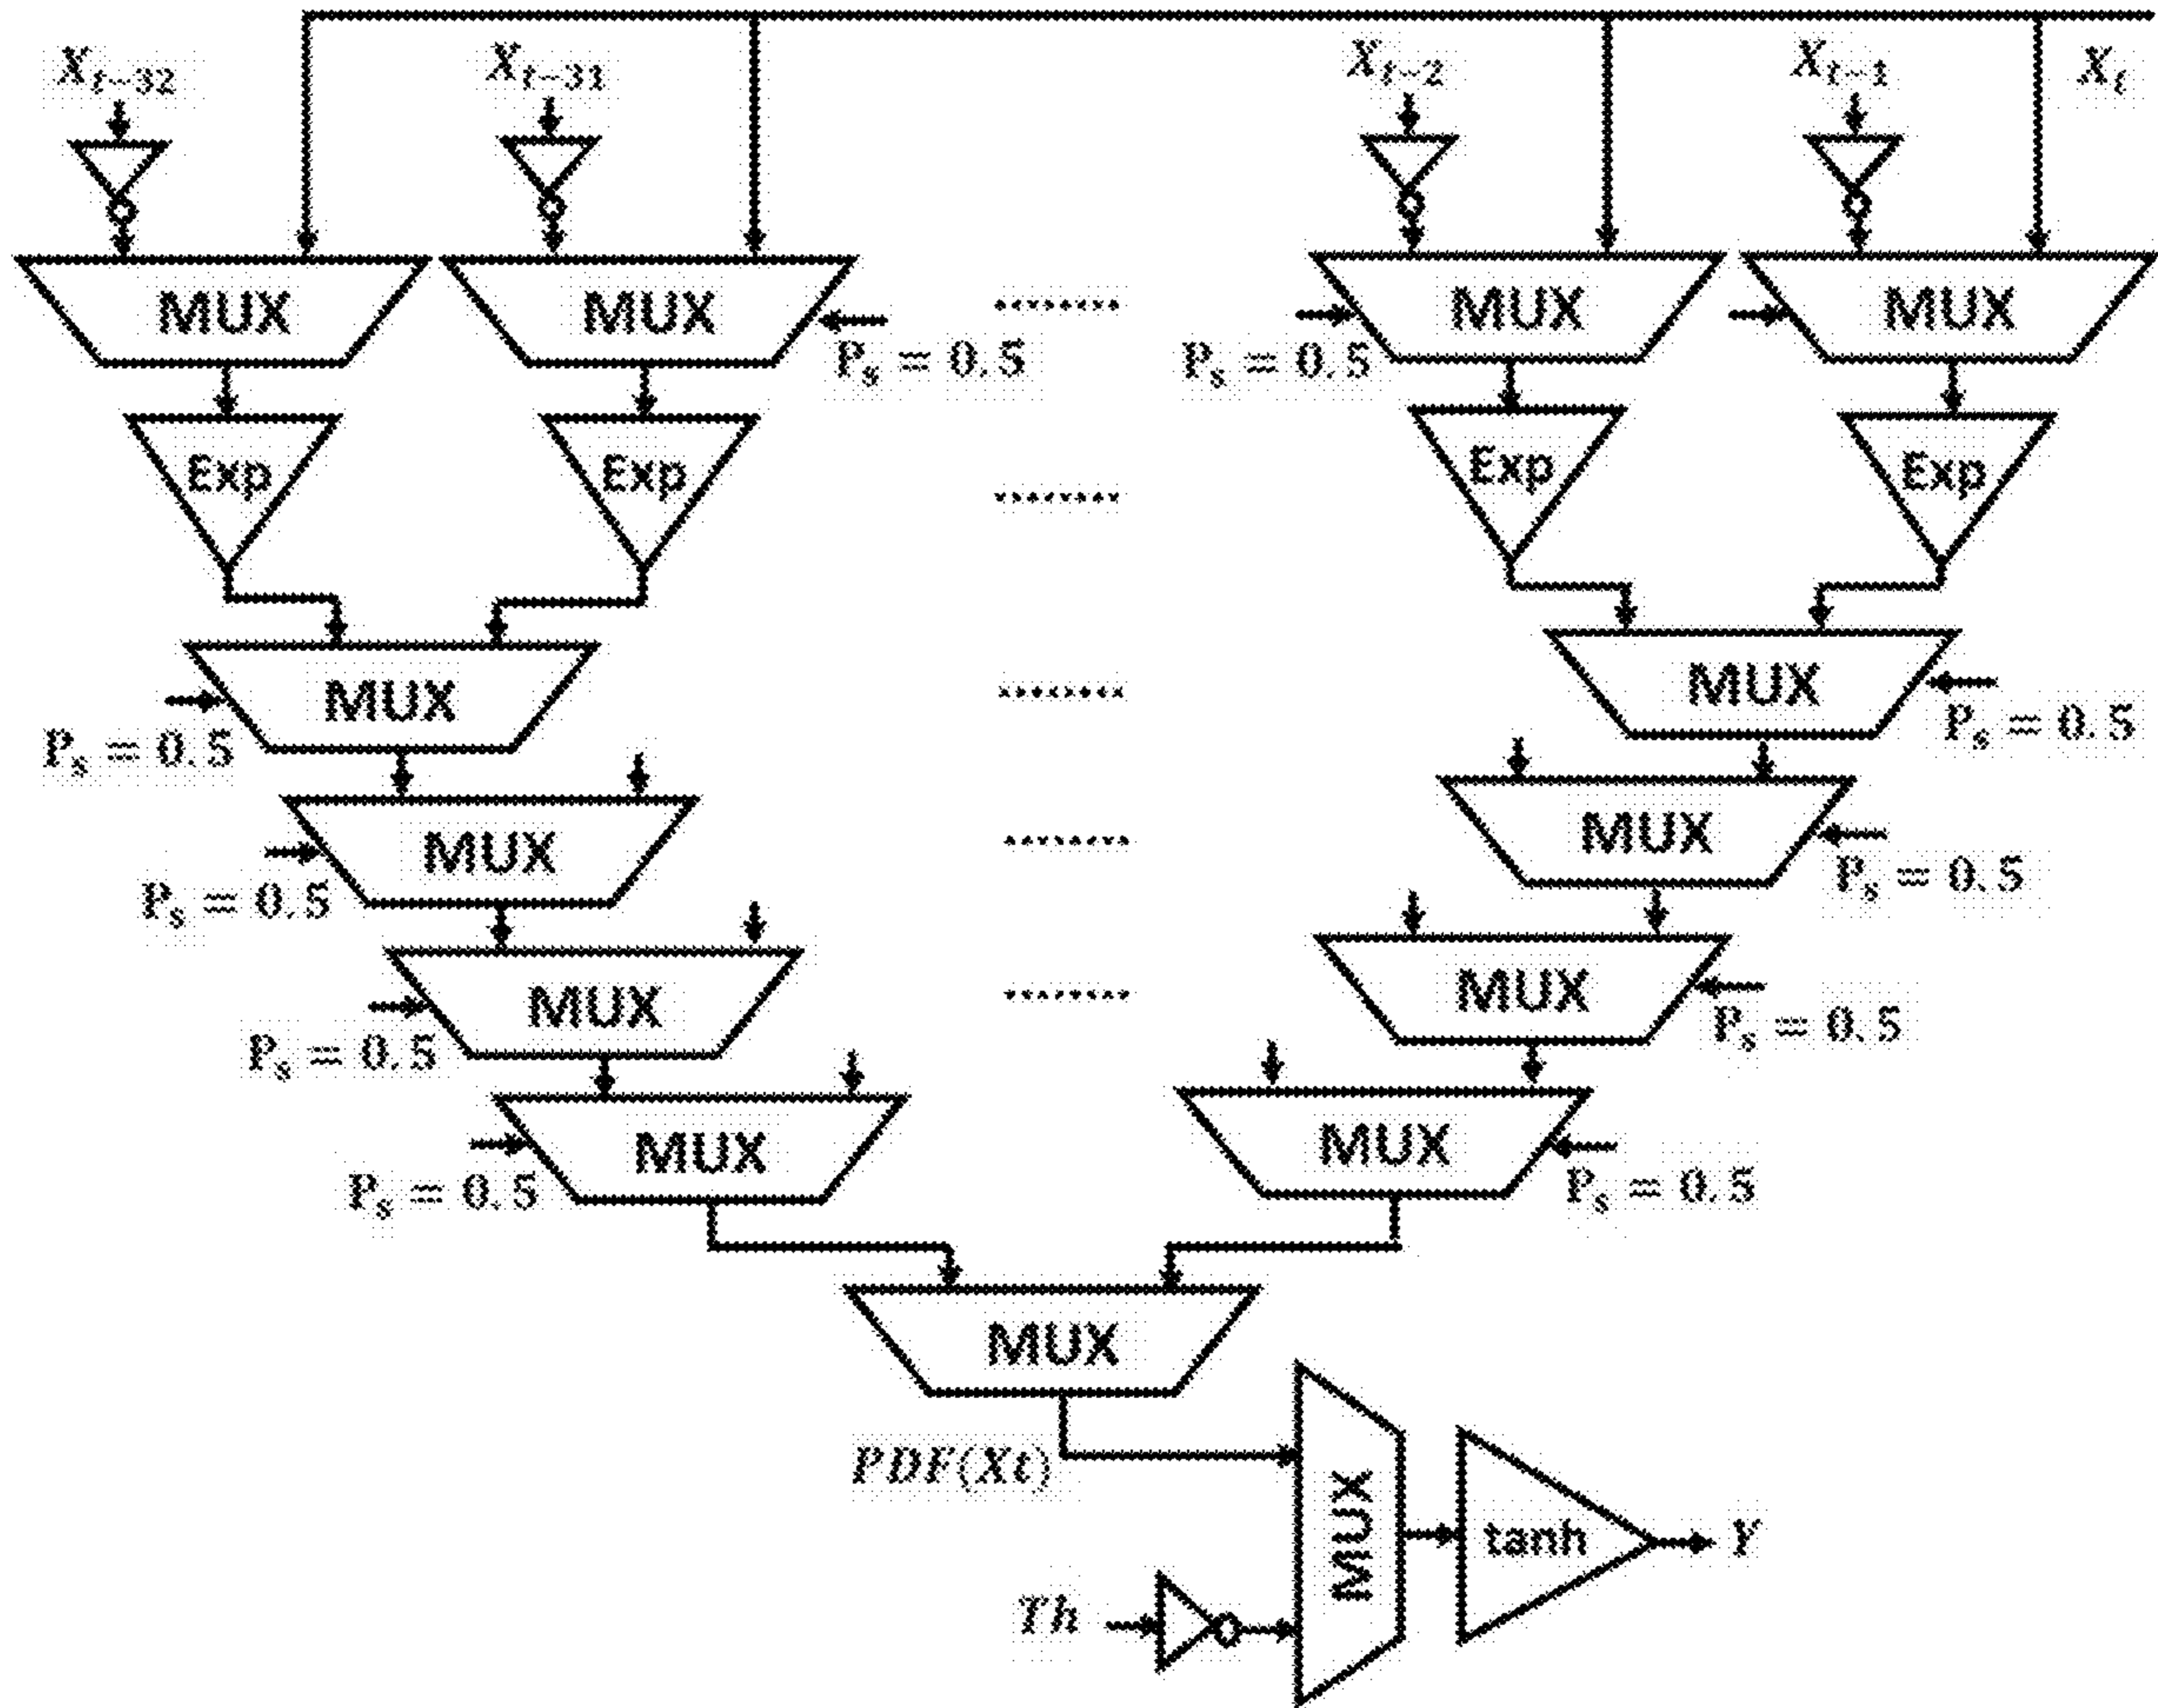 X_{t-32} X_{t-31} X_{t-2} X_{t-1} X_t
MUX MUX MUX MUX
P_s = 0.5 P_s = 0.5
Exp Exp Exp Exp
MUX MUX
P_s = 0.5 P_s = 0.5
MUX MUX
P_s = 0.5 P_s = 0.5
MUX MUX
P_s = 0.5 P_s = 0.5
MUX MUX
P_s = 0.5 P_s = 0.5
MUX
PDF(Xt) MUX tanh Y
Th